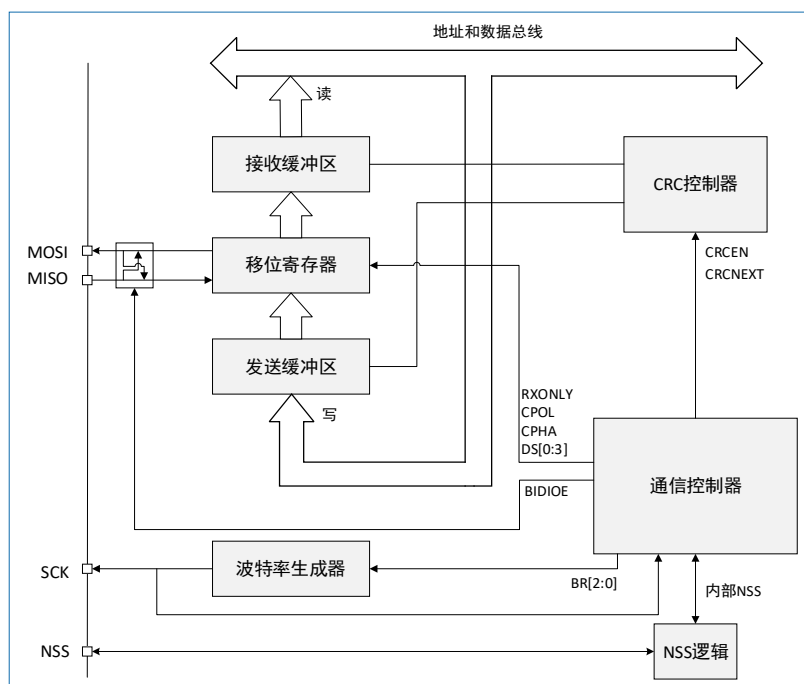 地址和数据总线
读
接收缓冲区
CRC控制器
MOSI
MISO
移位寄存器
CRCEN
CRCNEXT
发送缓冲区
写
RXONLY
CPOL
CPHA
DS[0:3]
BIDIOE
通信控制器
SCK
波特率生成器
BR[2:0]
内部NSS
NSS
NSS逻辑